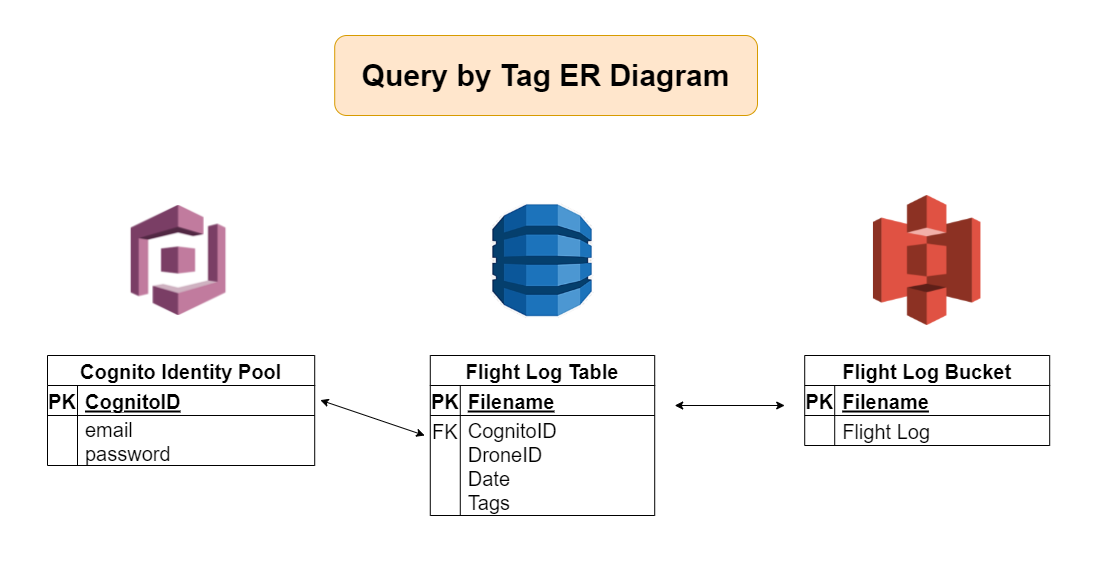 Query by Tag ER Diagram
Cognito Identity Pool
PK CognitoID
email
password
Flight Log Table
PK Filename
FK CognitoID
DroneID
Date
Tags
Flight Log Bucket
PK Filename
Flight Log